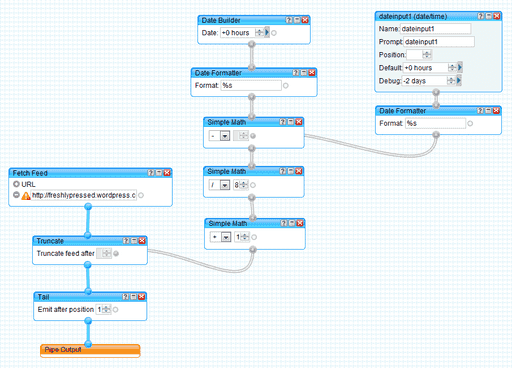 Date Builder
Date: +0 hours
dateinput1 (date/time)
Name: dateinput1
Prompt: dateinput1
Position:
Default: +0 hours
Debug: -2 days
Date Formatter
Format: %s
Date Formatter
Format: %s
Simple Math
-
Simple Math
/ 8
Fetch Feed
URL
http://freshlypressed.wordpress.c
Simple Math
+ 1
Truncate
Truncate feed after
Tail
Emit after position 1
Pipe Output